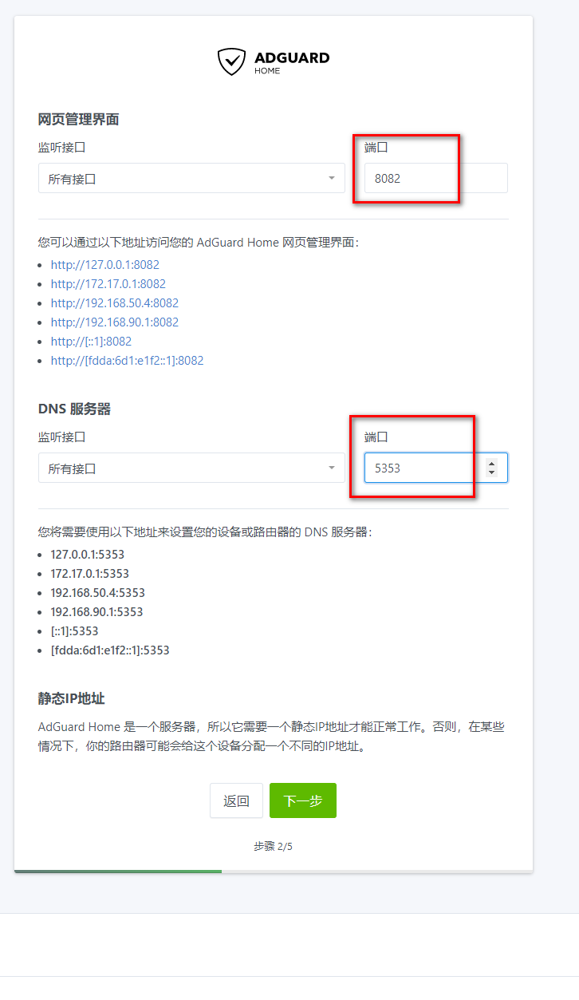 ADGUARD
HOME
网页管理界面
监听接口
端口
所有接口
8082
您可以通过以下地址访问您的 AdGuard Home 网页管理界面：
http://127.0.0.1:8082
http://172.17.0.1:8082
http://192.168.50.4:8082
http://192.168.90.1:8082
http://[::1]:8082
http://[fdda:6d1:e1f2::1]:8082
DNS 服务器
监听接口
端口
所有接口
5353
您将需要使用以下地址来设置您的设备或路由器的 DNS 服务器：
127.0.0.1:5353
172.17.0.1:5353
192.168.50.4:5353
192.168.90.1:5353
[::1]:5353
[fdda:6d1:e1f2::1]:5353
静态IP地址
AdGuard Home 是一个服务器，所以它需要一个静态IP地址才能正常工作。否则，在某些
情况下，你的路由器可能会给这个设备分配一个不同的IP地址。
返回
下一步
步骤 2/5